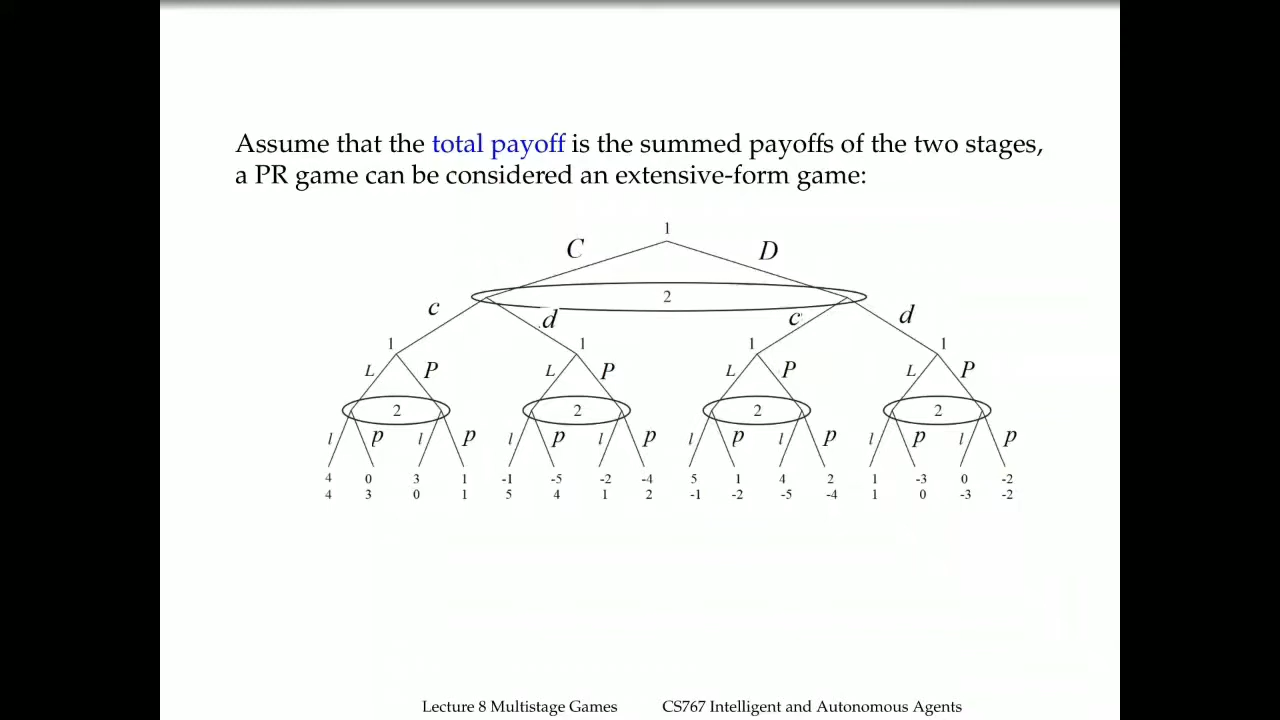 Assume that the total payoff is the summed payoffs of the two stages,
a PR game can be considered an extensive-form game:
1
C D
2
c d c d
1 1 1 1
L P L P L P L P
2 2 2 2
l p l p l p l p l p l p l p l p
4 0 3 1 -1 -5 -2 -4 5 1 4 2 1 -3 0 -2
4 3 0 1 5 4 1 2 -1 -2 -5 -4 1 0 -3 -2
Lecture 8 Multistage Games CS767 Intelligent and Autonomous Agents